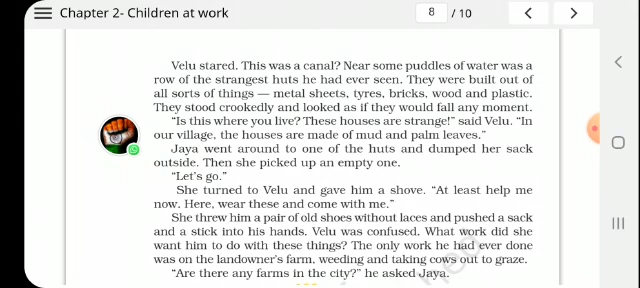 Chapter 2- Children at work
8 / 10
Velu stared. This was a canal? Near some puddles of water was a
row of the strangest huts he had ever seen. They were built out of
all sorts of things — metal sheets, tyres, bricks, wood and plastic.
They stood crookedly and looked as if they would fall any moment.
“Is this where you live? These houses are strange!” said Velu. “In
our village, the houses are made of mud and palm leaves.”
Jaya went around to one of the huts and dumped her sack
outside. Then she picked up an empty one.
“Let’s go.”
She turned to Velu and gave him a shove. “At least help me
now. Here, wear these and come with me.”
She threw him a pair of old shoes without laces and pushed a sack
and a stick into his hands. Velu was confused. What work did she
want him to do with these things? The only work he had ever done
was on the landowner’s farm, weeding and taking cows out to graze.
“Are there any farms in the city?” he asked Jaya.